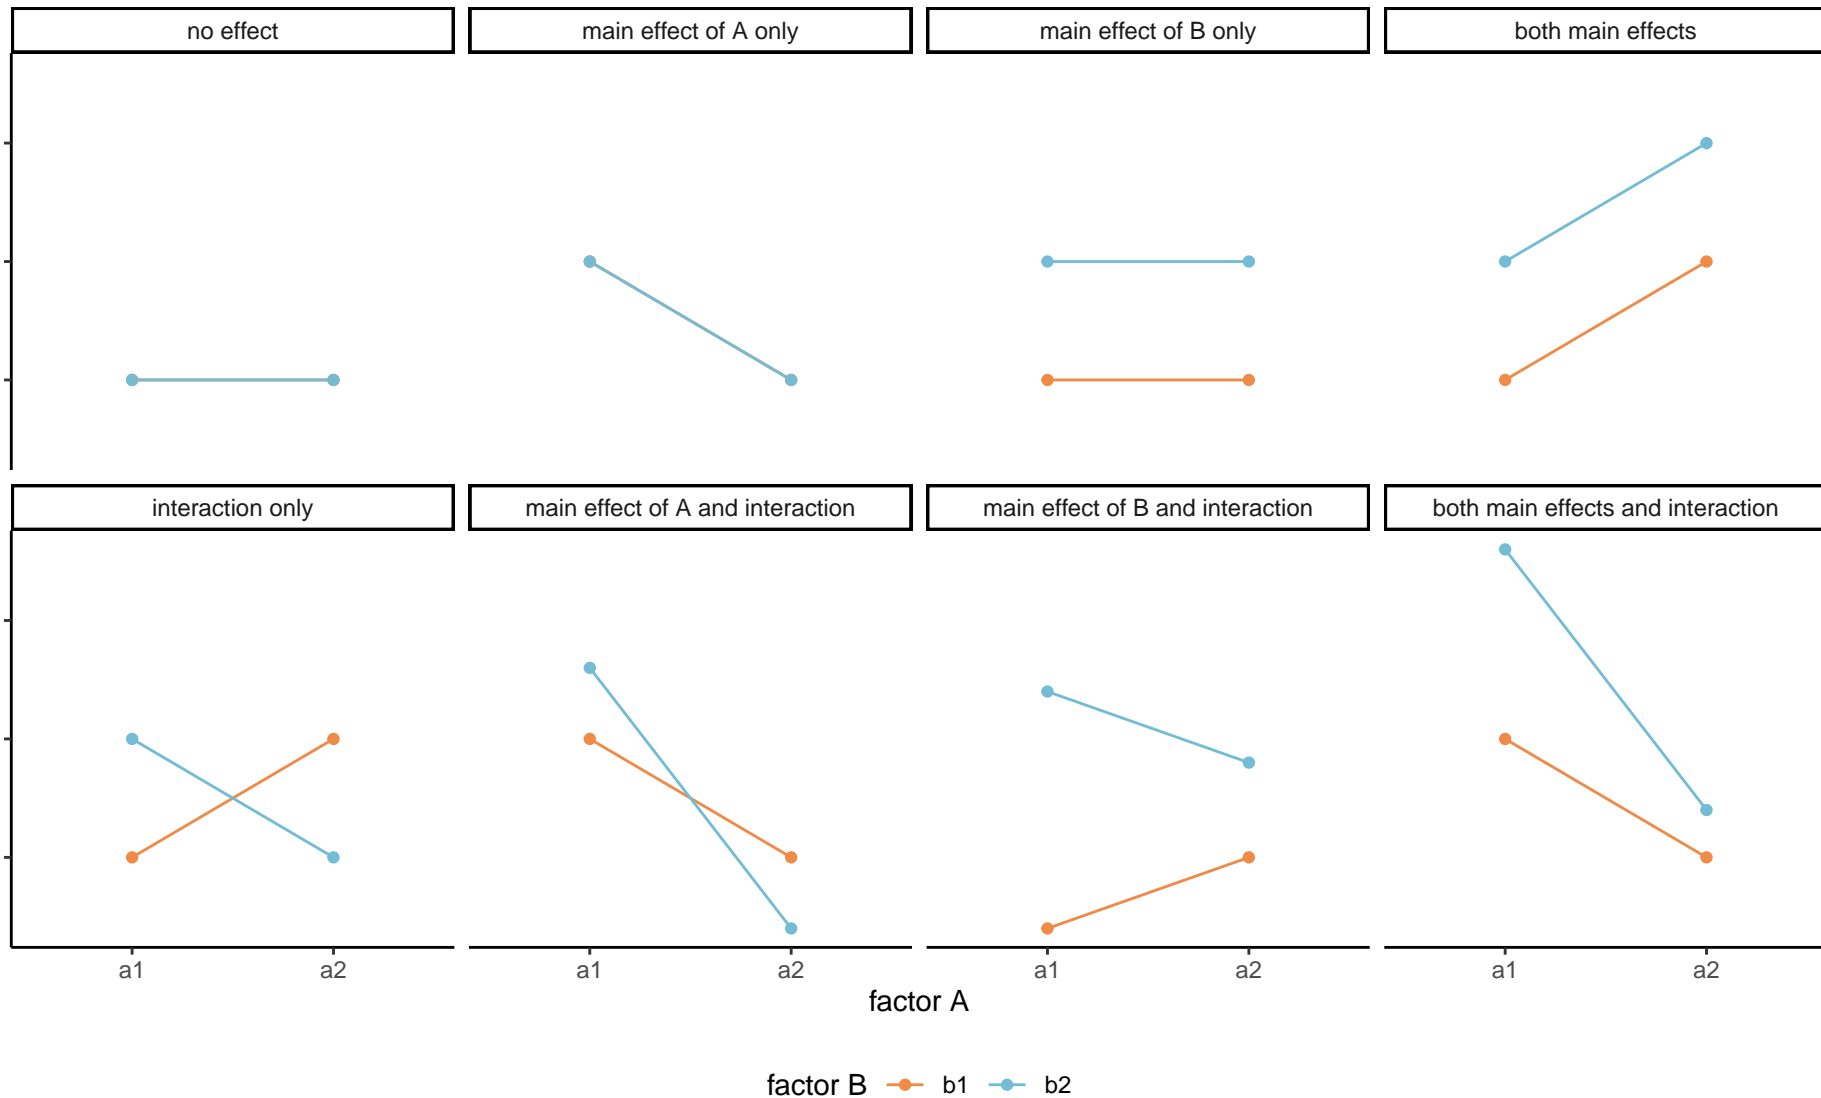 no effect
main effect of A only
main effect of B only
both main effects
interaction only
main effect of A and interaction
main effect of B and interaction
both main effects and interaction
a1 a2 a1 a2 a1 a2 a1 a2
factor A
factor B b1 b2